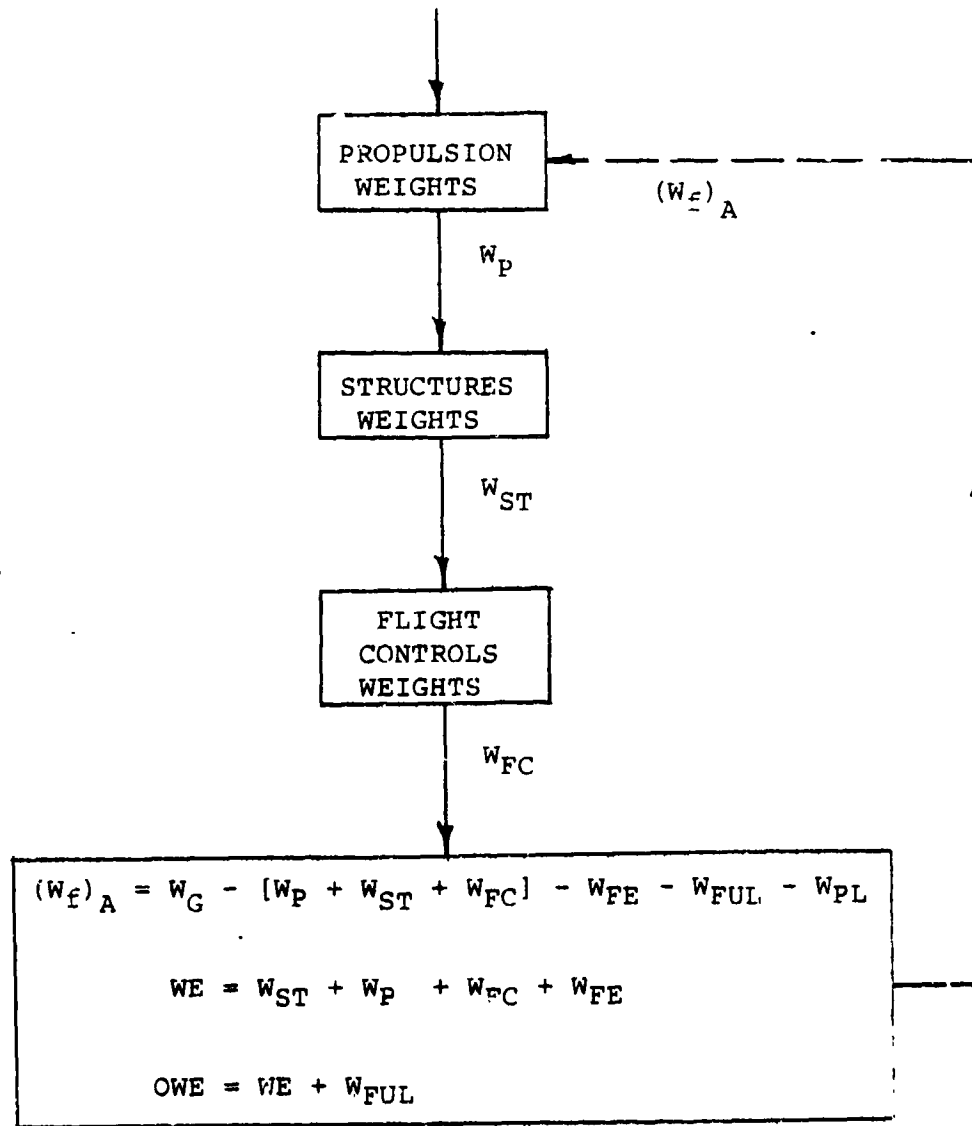 PROPULSION
WEIGHTS
(W_f)_A
W_P
STRUCTURES
WEIGHTS
W_ST
FLIGHT
CONTROLS
WEIGHTS
W_FC
(W_f)_A = W_G - [W_P + W_ST + W_FC] - W_FE - W_FUL - W_PL
WE = W_ST + W_P + W_FC + W_FE
OWE = WE + W_FUL